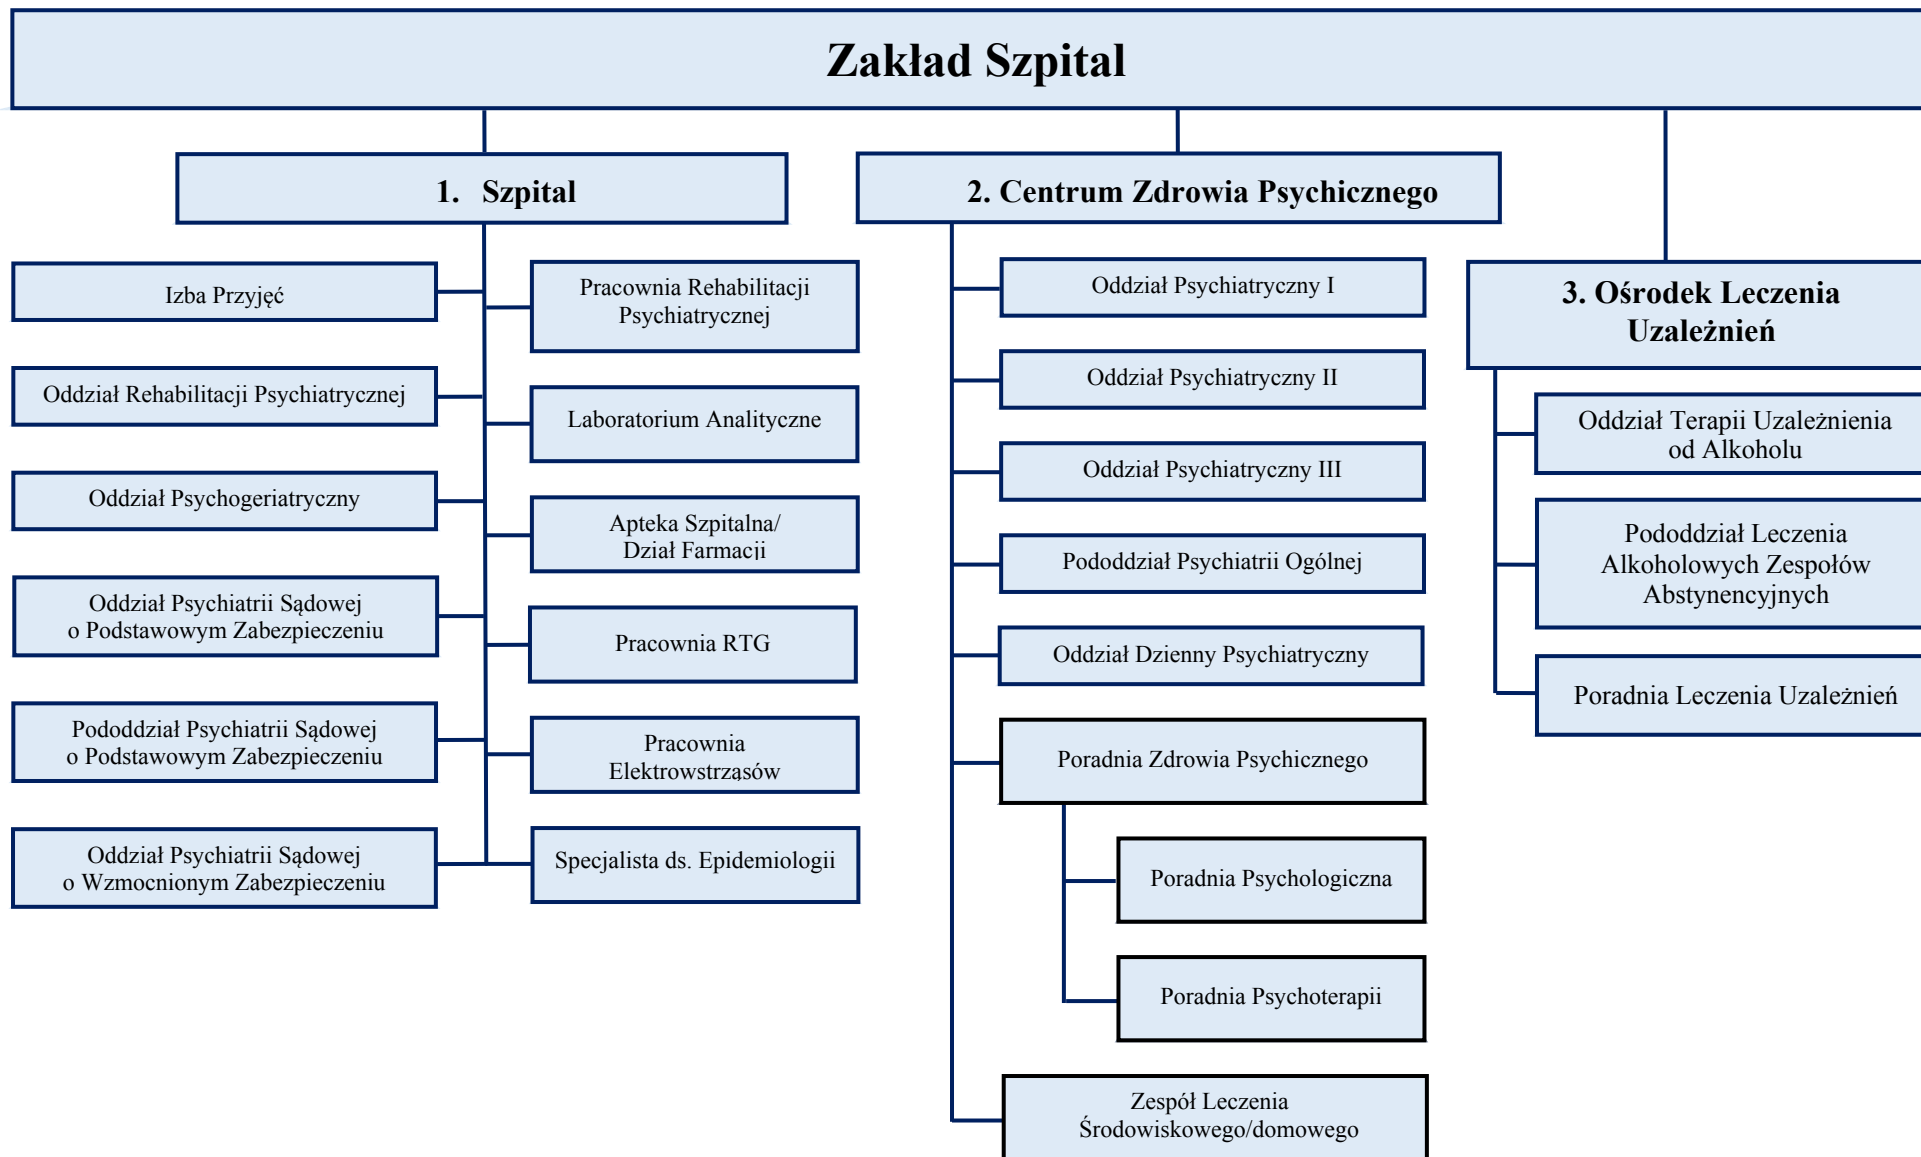 Zakład Szpital
1. Szpital
Izba Przyjęć
Oddział Rehabilitacji Psychiatrycznej
Oddział Psychogeriatryczny
Oddział Psychiatrii Sądowej
o Podstawowym Zabezpieczeniu
Pododdział Psychiatrii Sądowej
o Podstawowym Zabezpieczeniu
Oddział Psychiatrii Sądowej
o Wzmocnionym Zabezpieczeniu
Pracownia Rehabilitacji
Psychiatrycznej
Laboratorium Analityczne
Apteka Szpitalna/
Dział Farmacji
Pracownia RTG
Pracownia
Elektrowstrząsów
Specjalista ds. Epidemiologii
2. Centrum Zdrowia Psychicznego
Oddział Psychiatryczny I
Oddział Psychiatryczny II
Oddział Psychiatryczny III
Pododdział Psychiatrii Ogólnej
Oddział Dzienny Psychiatryczny
Poradnia Zdrowia Psychicznego
Poradnia Psychologiczna
Poradnia Psychoterapii
Zespół Leczenia
Środowiskowego/domowego
3. Ośrodek Leczenia
Uzależnień
Oddział Terapii Uzależnienia
od Alkoholu
Pododdział Leczenia
Alkoholowych Zespołów
Abstynencyjnych
Poradnia Leczenia Uzależnień